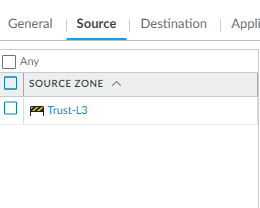 General Source Destination Appli
Any
SOURCE ZONE
Trust-L3